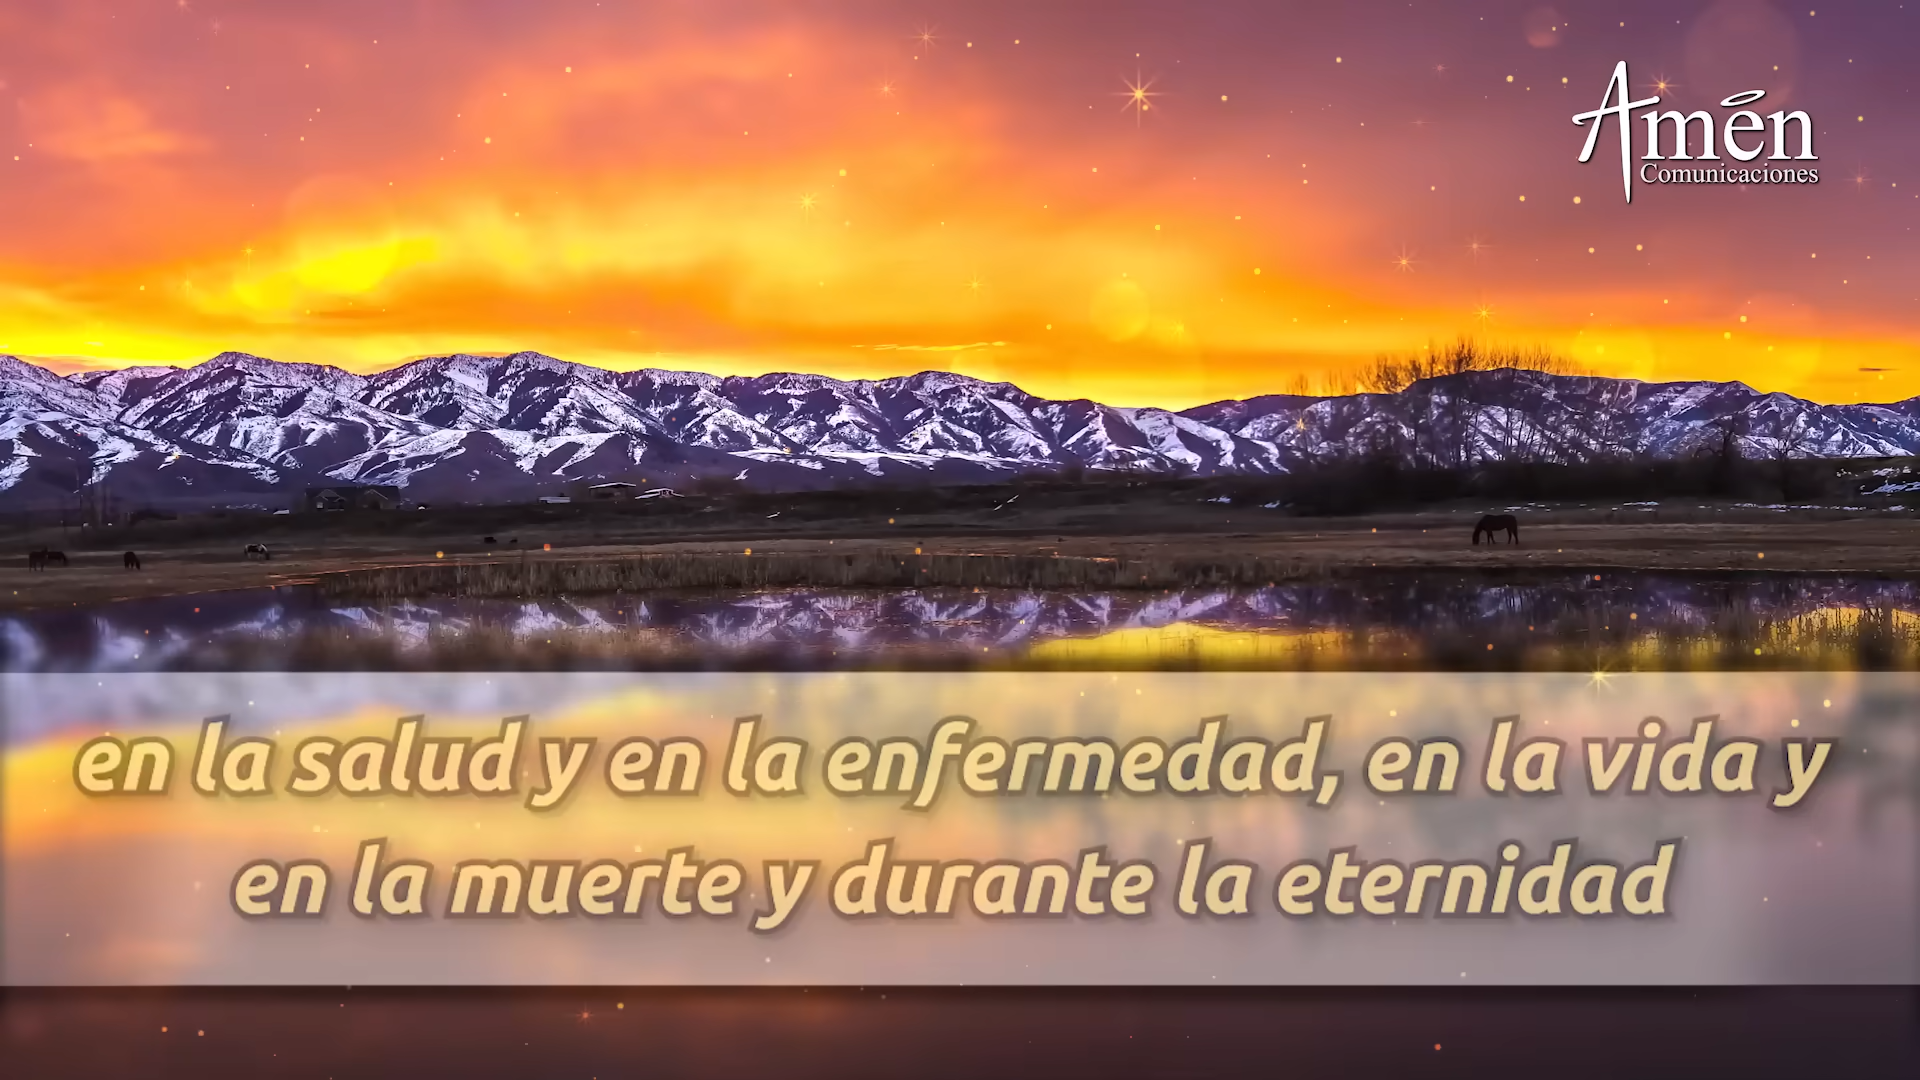 Amén
Comunicaciones
en la salud y en la enfermedad, en la vida y
en la muerte y durante la eternidad